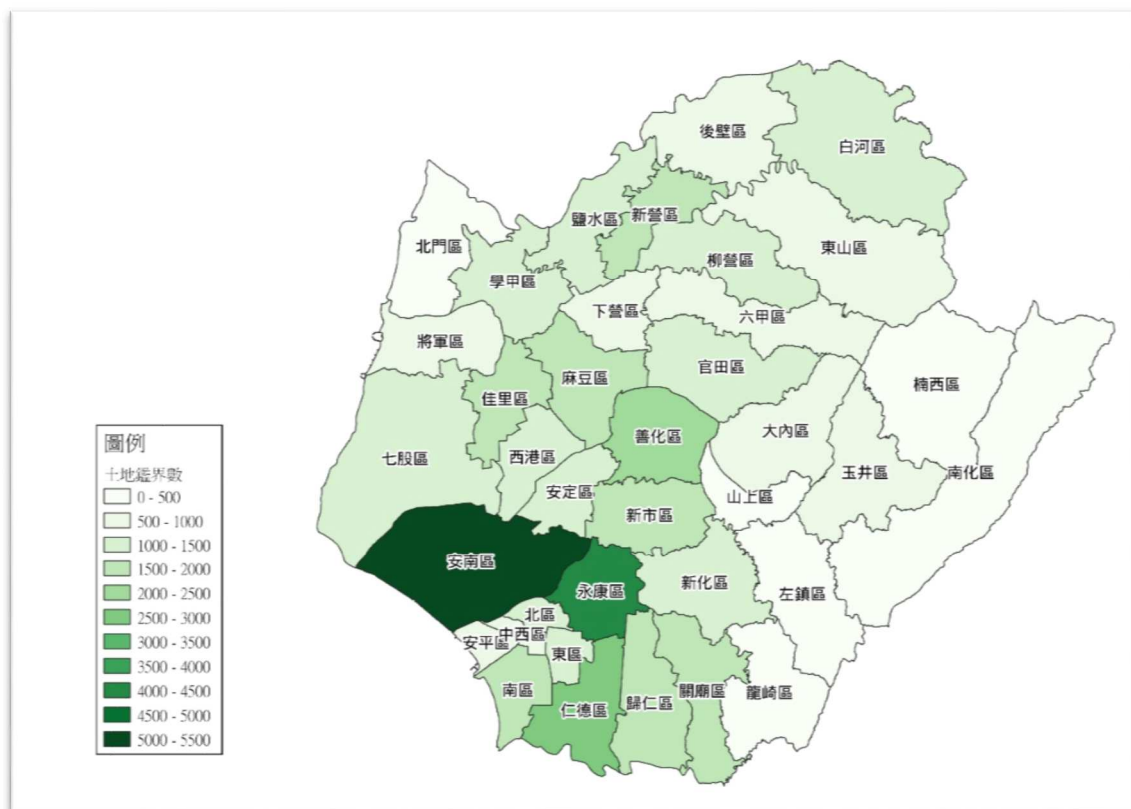 後壁區
白河區
鹽水區
新營區
北門區
東山區
柳營區
學甲區
下營區
六甲區
將軍區
官田區
麻豆區
楠西區
佳里區
大內區
善化區
七股區
西港區
玉井區
南化區
安定區
山上區
新市區
安南區
永康區
新化區
左鎮區
北區
中西區
安平區
東區
南區
關廟區
龍崎區
歸仁區
仁德區
圖例
土地鑑界數
0 - 500
500 - 1000
1000 - 1500
1500 - 2000
2000 - 2500
2500 - 3000
3000 - 3500
3500 - 4000
4000 - 4500
4500 - 5000
5000 - 5500